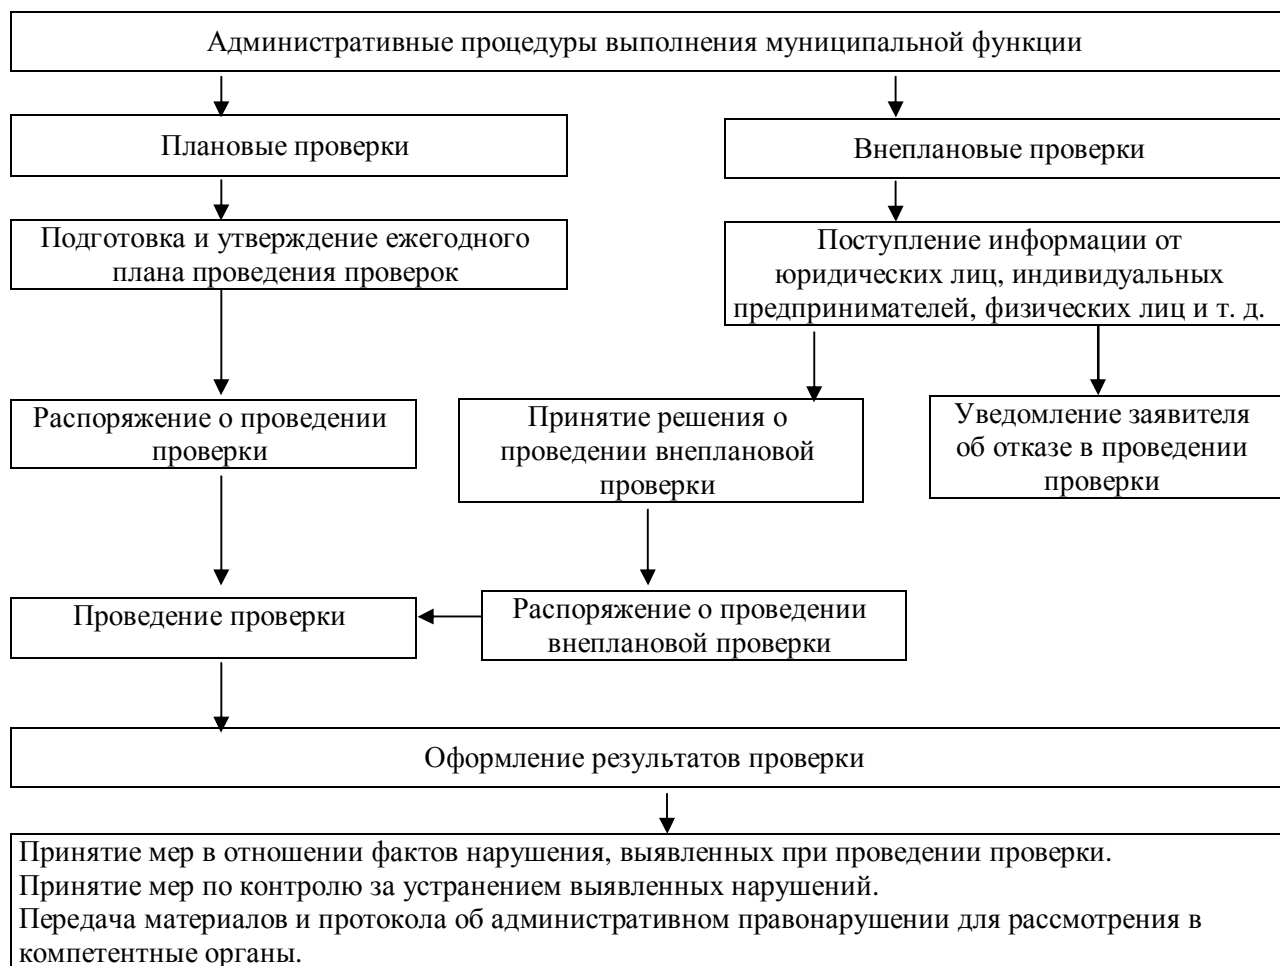 Административные процедуры выполнения муниципальной функции
Плановые проверки
Внеплановые проверки
Подготовка и утверждение ежегодного
плана проведения проверок
Поступление информации от
юридических лиц, индивидуальных
предпринимателей, физических лиц и т. д.
Распоряжение о проведении
проверки
Принятие решения о
проведении внеплановой
проверки
Уведомление заявителя
об отказе в проведении
проверки
Проведение проверки
Распоряжение о проведении
внеплановой проверки
Оформление результатов проверки
Принятие мер в отношении фактов нарушения, выявленных при проведении проверки.
Принятие мер по контролю за устранением выявленных нарушений.
Передача материалов и протокола об административном правонарушении для рассмотрения в
компетентные органы.